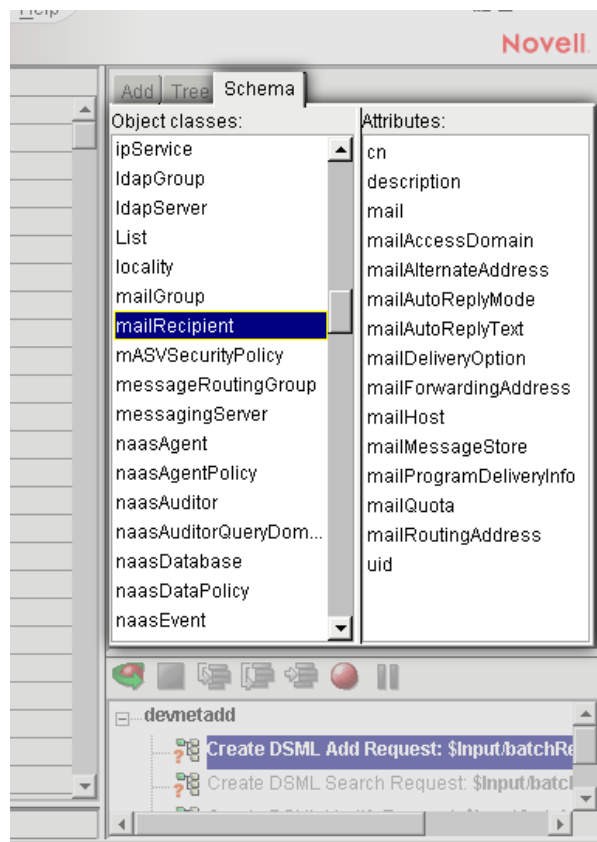 Help
Novell.
Add Tree Schema
Object classes:
ipService
ldapGroup
ldapServer
List
locality
mailGroup
mailRecipient
mASVSecurityPolicy
messageRoutingGroup
messagingServer
naasAgent
naasAgentPolicy
naasAuditor
naasAuditorQueryDom...
naasDatabase
naasDataPolicy
naasEvent
Attributes:
cn
description
mail
mailAccessDomain
mailAlternateAddress
mailAutoReplyMode
mailAutoReplyText
mailDeliveryOption
mailForwardingAddress
mailHost
mailMessageStore
mailProgramDeliveryInfo
mailQuota
mailRoutingAddress
uid
devnetadd
Create DSML Add Request: $Input/batchRe
Create DSML Search Request: $Input/batcl